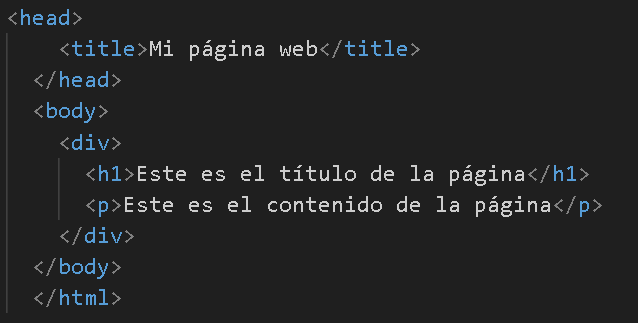 <head>
<title>Mi página web</title>
</head>
<body>
<div>
<h1>Este es el título de la página</h1>
<p>Este es el contenido de la página</p>
</div>
</body>
</html>